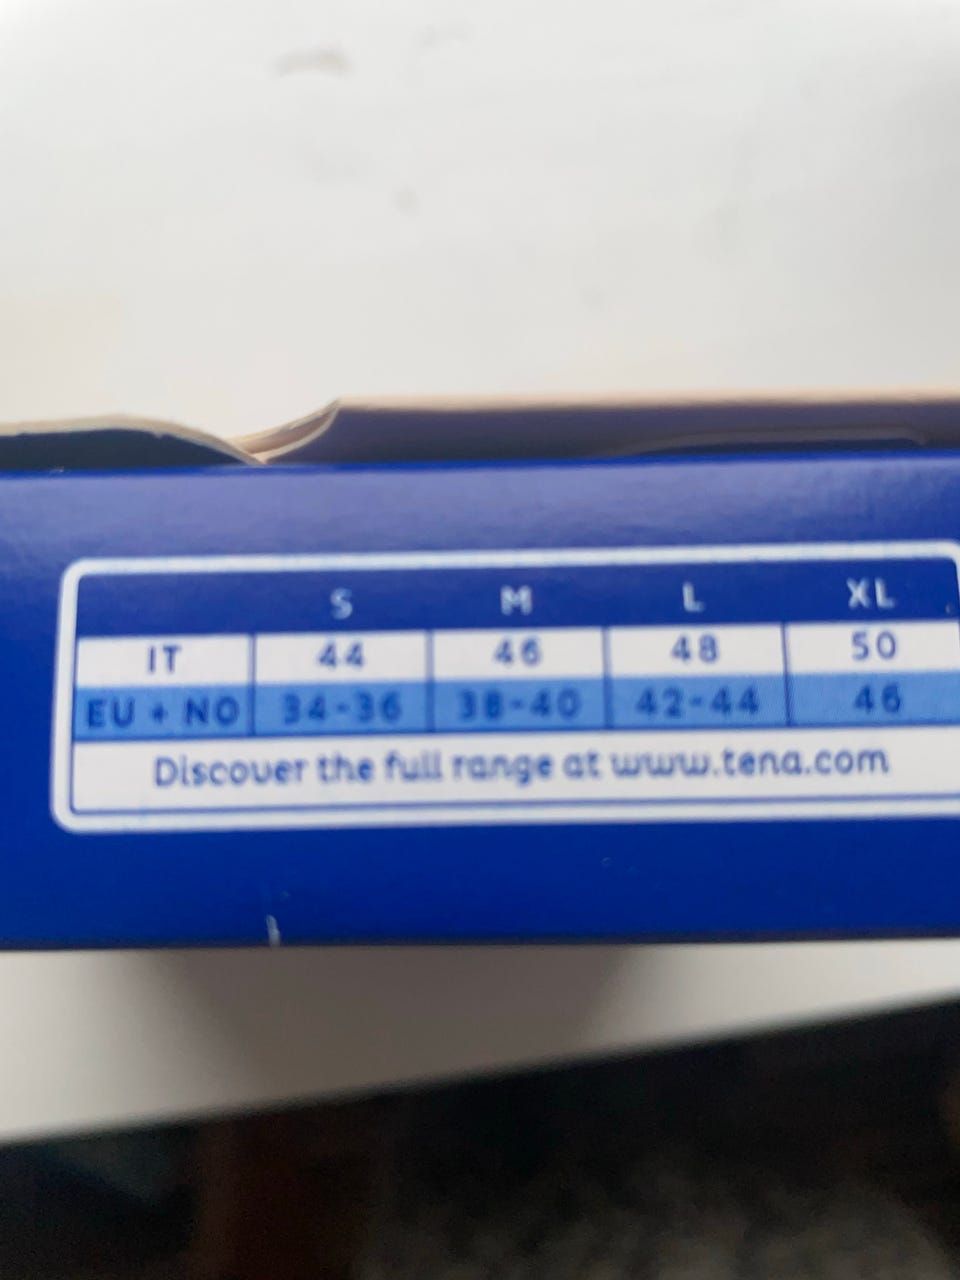 S M L XL
IT 44 46 48 50
EU + NO 34-36 38-40 42-44 46
Discover the full range at www.tena.com